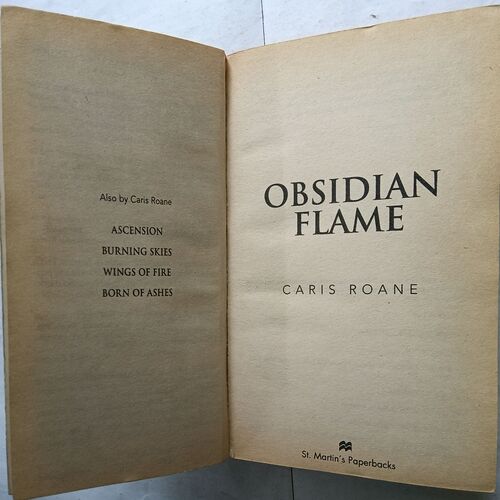 Also by Caris Roane
ASCENSION
BURNING SKIES
WINGS OF FIRE
BORN OF ASHES
OBSIDIAN
FLAME
CARIS ROANE
St. Martin's Paperbacks